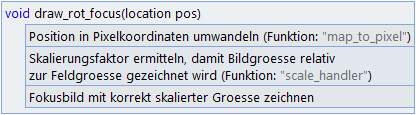 void draw_rot_focus(location pos)
Position in Pixelkoordinaten umwandeln (Funktion: "map_to_pixel")
Skalierungsfaktor ermitteln, damit Bildgroesse relativ
zur Feldgroesse gezeichnet wird (Funktion: "scale_handler")
Fokusbild mit korrekt skalierter Groesse zeichnen